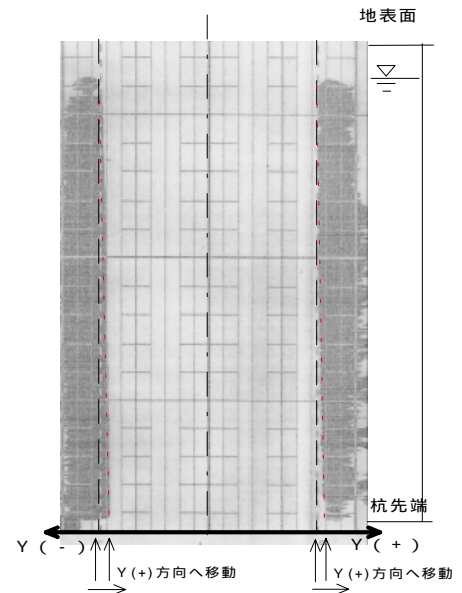 地表面
杭先端
Y ( - )
Y ( + )
Y (+)方向へ移動
Y (+)方向へ移動